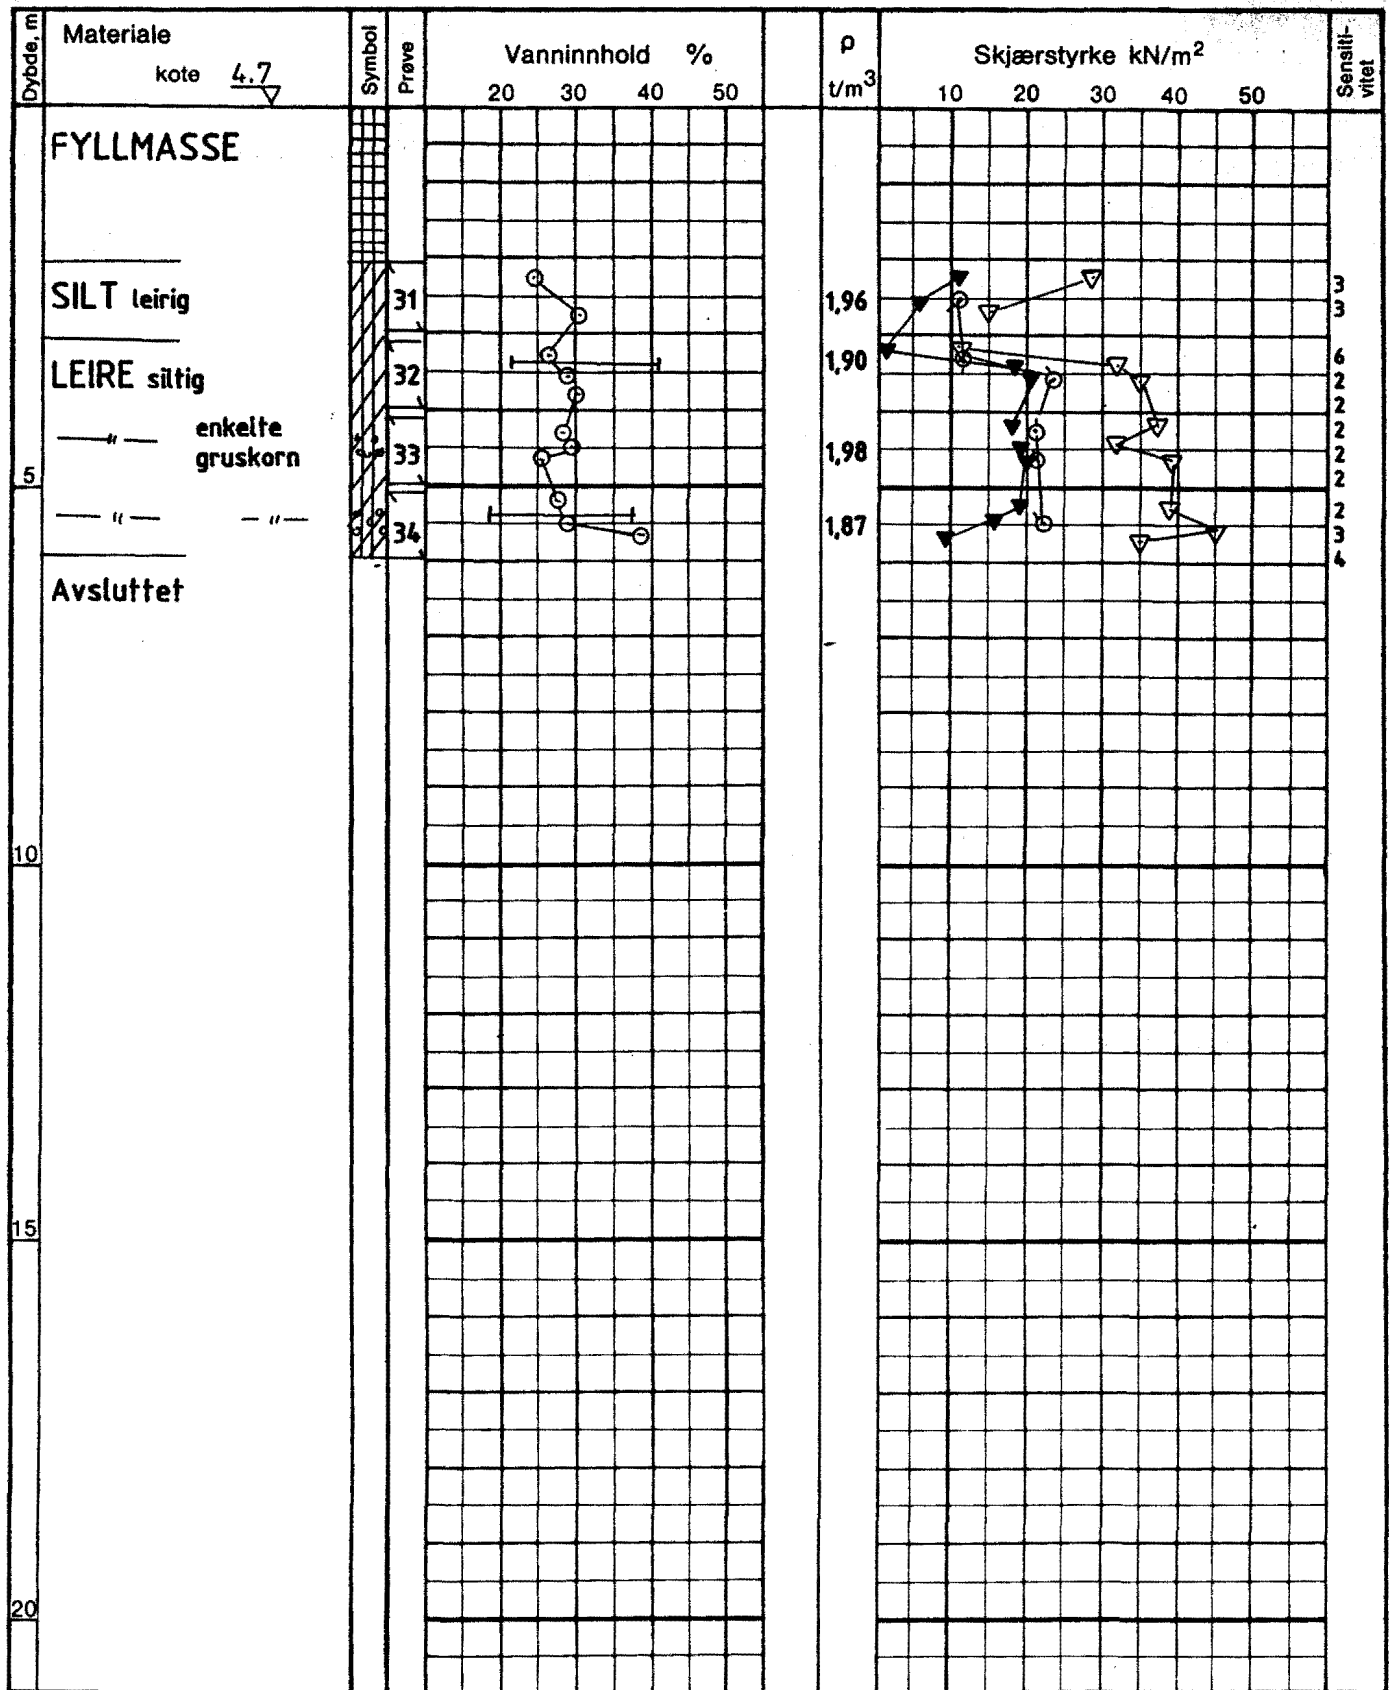 Dybde, m
Materiale
kote 4.7
Symbol
Prøve
Vanninnhold %
20 30 40 50
ρ
t/m³
Skjærstyrke kN/m²
10 20 30 40 50
Sensiti-
vitet
FYLLMASSE
SILT leirig
31
1,96
3
3
LEIRE siltig
32
1,90
6
2
2
—〃— enkelte
gruskorn
33
1,98
2
2
2
5
—〃— —〃—
34
1,87
2
3
4
Avsluttet
10
15
20